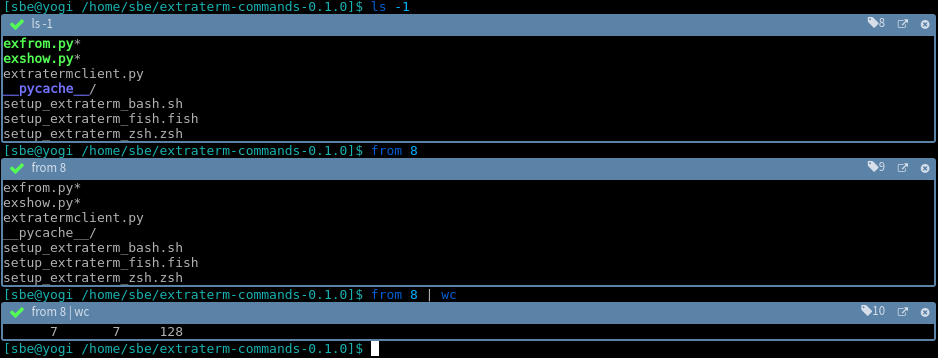 [sbe@yogi /home/sbe/extraterm-commands-0.1.0]$ ls -1
ls -1 8
exfrom.py*
exshow.py*
extratermclient.py
__pycache__/
setup_extraterm_bash.sh
setup_extraterm_fish.fish
setup_extraterm_zsh.zsh
[sbe@yogi /home/sbe/extraterm-commands-0.1.0]$ from 8
from 8 9
exfrom.py*
exshow.py*
extratermclient.py
__pycache__/
setup_extraterm_bash.sh
setup_extraterm_fish.fish
setup_extraterm_zsh.zsh
[sbe@yogi /home/sbe/extraterm-commands-0.1.0]$ from 8 | wc
from 8 | wc 10
7 7 128
[sbe@yogi /home/sbe/extraterm-commands-0.1.0]$